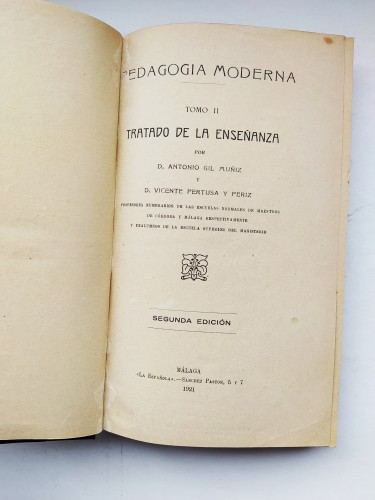 PEDAGOGIA MODERNA
TOMO II
TRATADO DE LA ENSEÑANZA
POR
D. ANTONIO GIL MUÑIZ
Y
D. VICENTE PERTUSA Y PERIZ
PROFESORES NUMERARIOS DE LAS ESCUELAS NORMALES DE MAESTROS
DE CÓRDOBA Y MÁLAGA RESPECTIVAMENTE
Y EXALUMNOS DE LA ESCUELA SUPERIOR DEL MAGISTERIO
SEGUNDA EDICIÓN
MÁLAGA
«LA ESPAÑOLA».—SÁNCHEZ PASTOR, 5 Y 7
1921